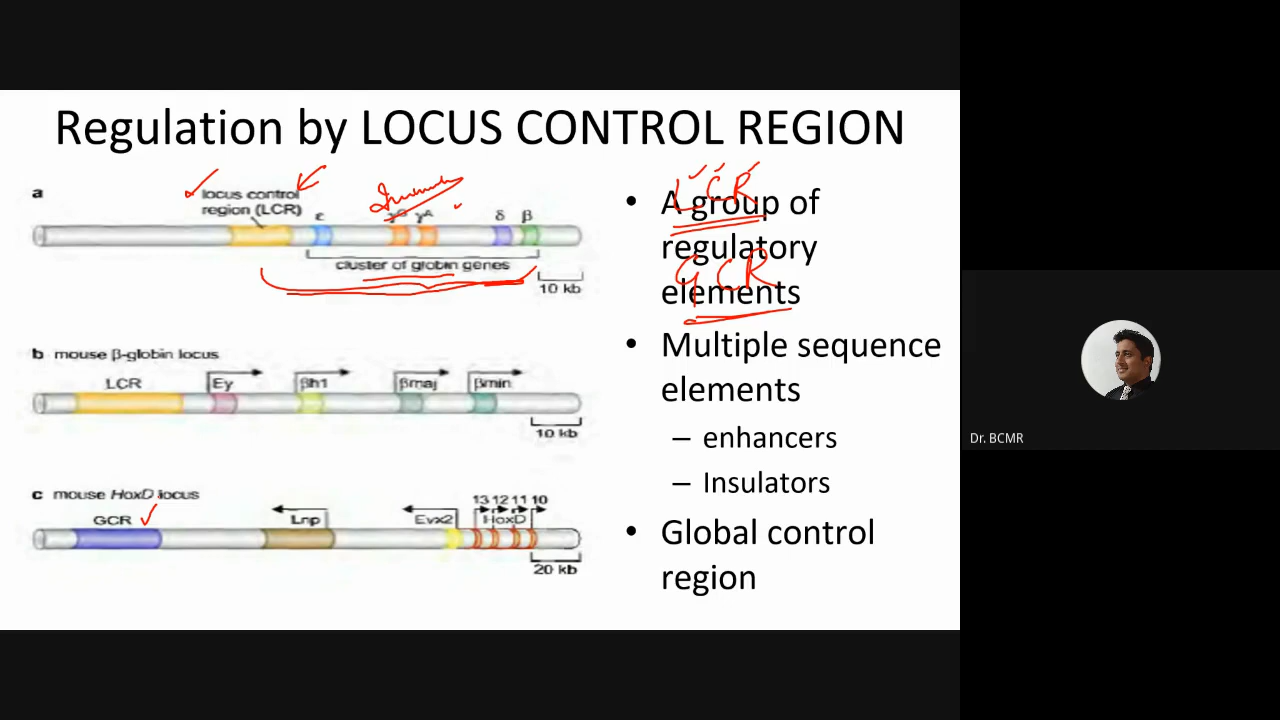 Regulation by LOCUS CONTROL REGION
a
locus control
region (LCR)
ε
γᴬ
δ
β
cluster of globin genes
10 kb
b mouse β-globin locus
LCR
Ey
βh1
βmaj
βmin
10 kb
c mouse HoxD locus
GCR
Lnp
Evx2
13 12 11 10
HoxD
20 kb
• A group of
regulatory
elements
• Multiple sequence
elements
– enhancers
– Insulators
• Global control
region
LCR
GCR
Dr. BCMR